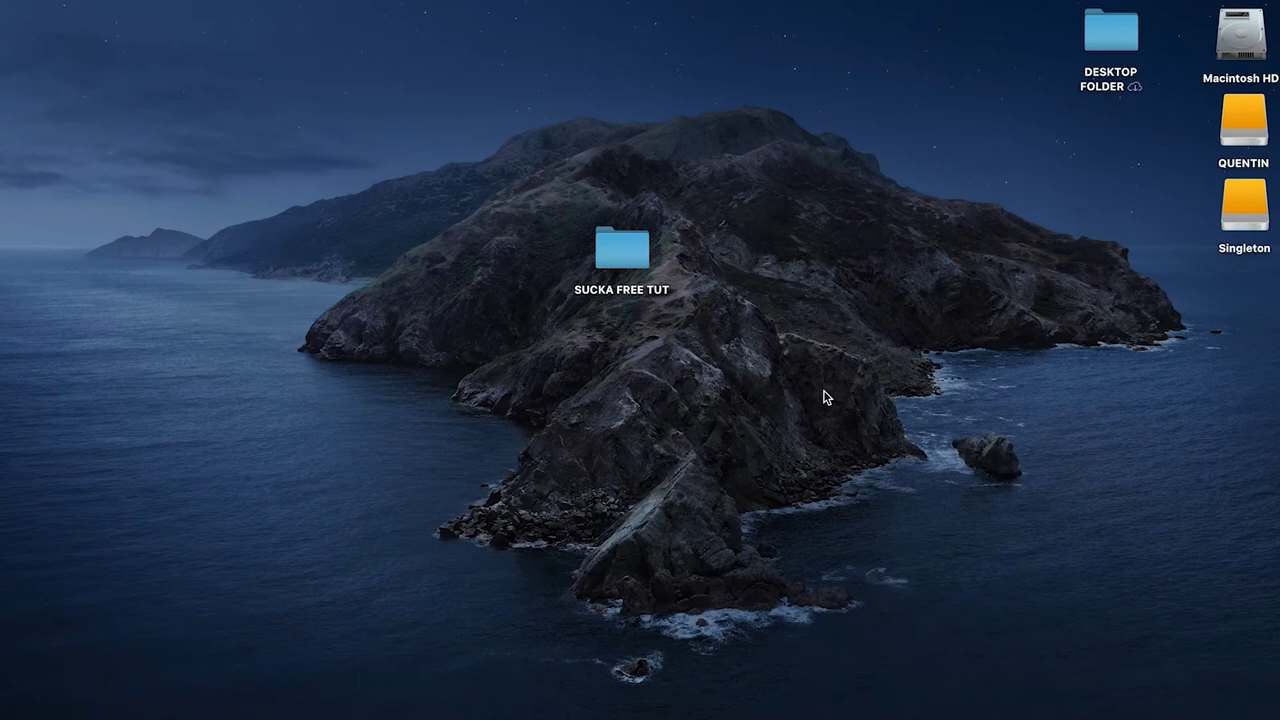 DESKTOP
FOLDER
Macintosh HD
QUENTIN
Singleton
SUCKA FREE TUT